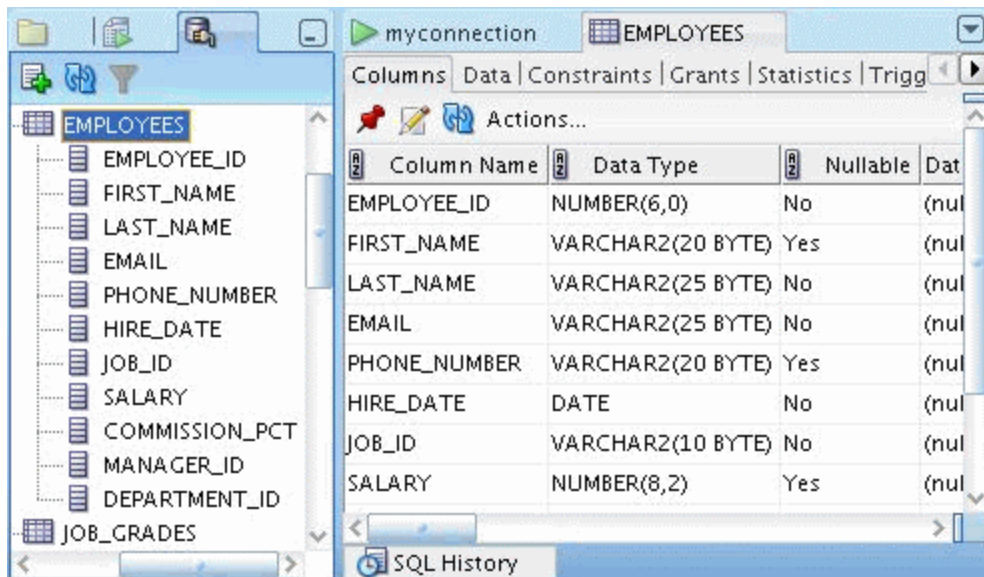 EMPLOYEES
EMPLOYEE_ID
FIRST_NAME
LAST_NAME
EMAIL
PHONE_NUMBER
HIRE_DATE
JOB_ID
SALARY
COMMISSION_PCT
MANAGER_ID
DEPARTMENT_ID
JOB_GRADES
myconnection EMPLOYEES
Columns Data Constraints Grants Statistics Trigg
Actions...
Column Name Data Type Nullable Dat
EMPLOYEE_ID NUMBER(6,0) No (nul
FIRST_NAME VARCHAR2(20 BYTE) Yes (nul
LAST_NAME VARCHAR2(25 BYTE) No (nul
EMAIL VARCHAR2(25 BYTE) No (nul
PHONE_NUMBER VARCHAR2(20 BYTE) Yes (nul
HIRE_DATE DATE No (nul
JOB_ID VARCHAR2(10 BYTE) No (nul
SALARY NUMBER(8,2) Yes (nul
SQL History